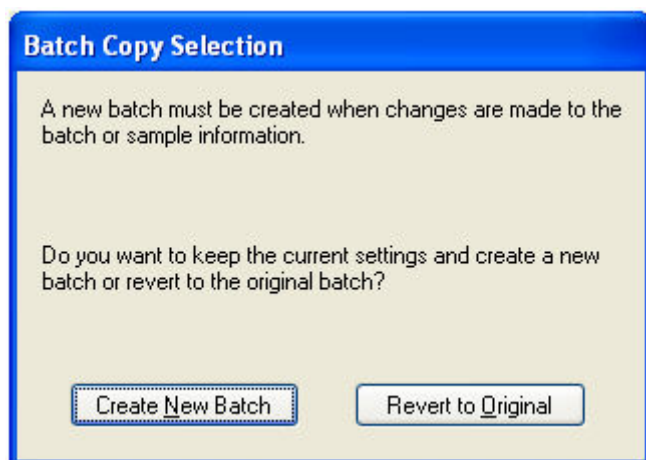 Batch Copy Selection
A new batch must be created when changes are made to the
batch or sample information.
Do you want to keep the current settings and create a new
batch or revert to the original batch?
Create New Batch
Revert to Original